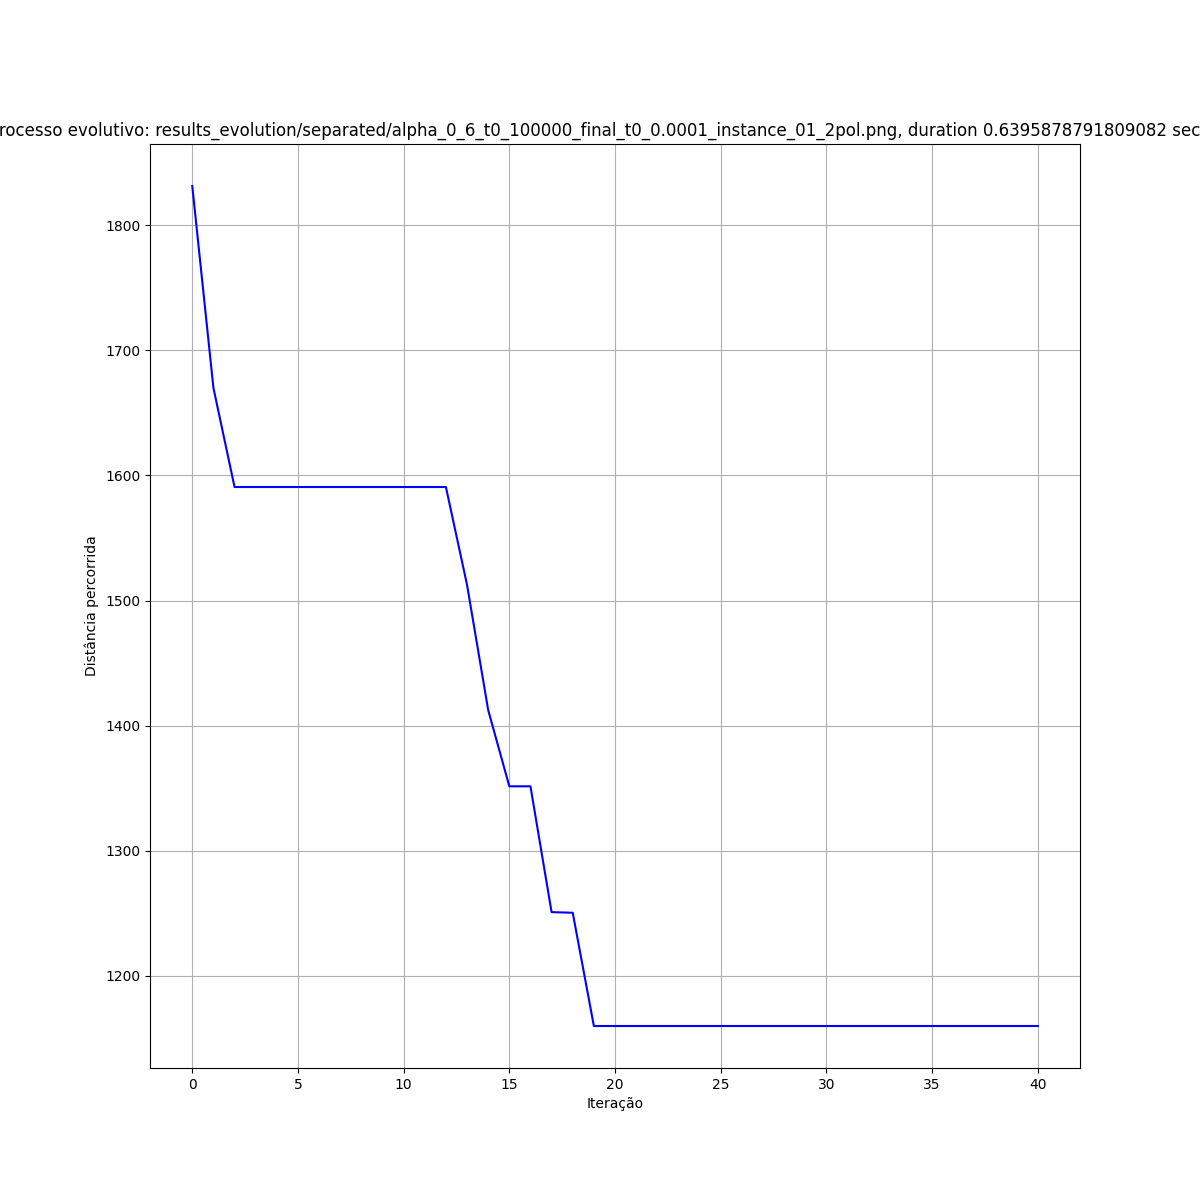 rocesso evolutivo: results_evolution/separated/alpha_0_6_t0_100000_final_t0_0.0001_instance_01_2pol.png, duration 0.6395878791809082 sec
1800
1700
1600
1500
1400
1300
1200
Distância percorrida
0 5 10 15 20 25 30 35 40
Iteração